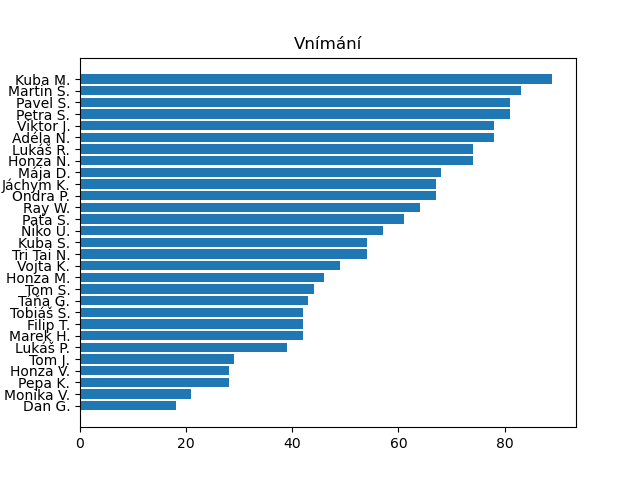 Vnímání
Kuba M.
Martin S.
Pavel S.
Petra S.
Viktor J.
Adéla N.
Lukáš R.
Honza N.
Mája D.
Jáchym K.
Ondra P.
Ray W.
Pata S.
Niko U.
Kuba S.
Tri Tai N.
Vojta K.
Honza M.
Tom S.
Táňa G.
Tobiáš S.
Filip T.
Marek H.
Lukáš P.
Tom J.
Honza V.
Pepa K.
Monika V.
Dan G.
0 20 40 60 80